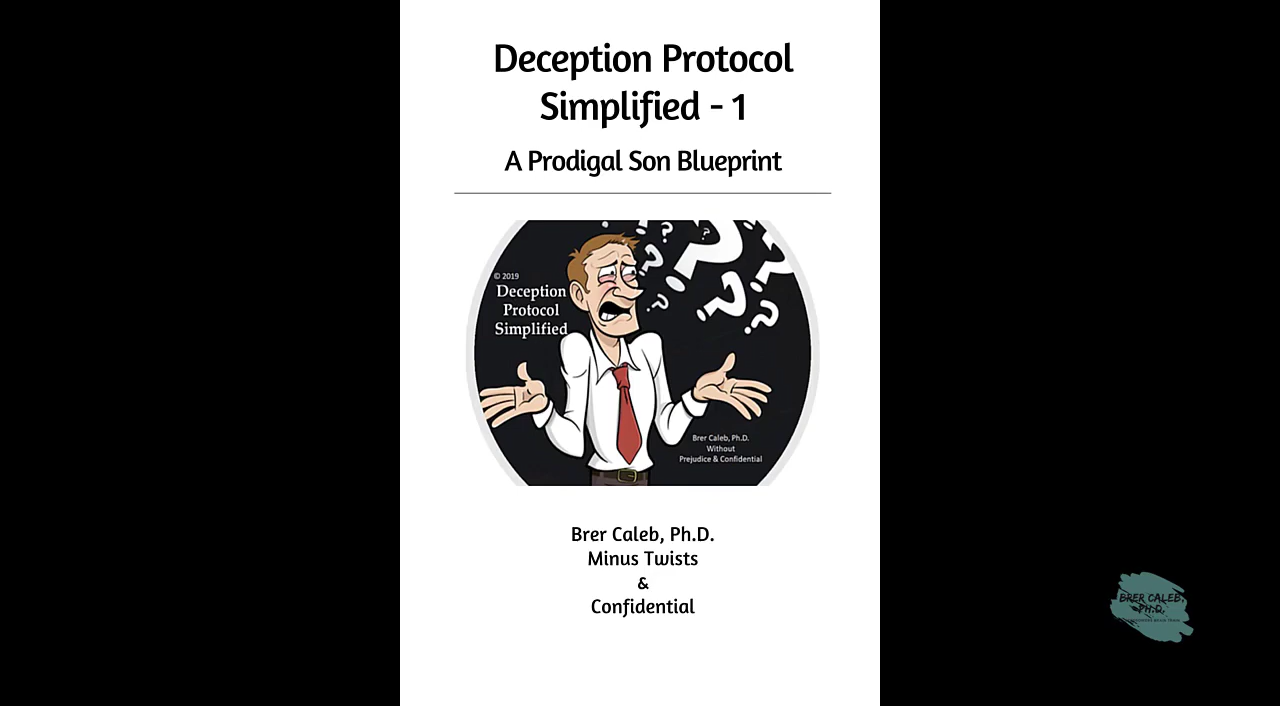 Deception Protocol
Simplified - 1
A Prodigal Son Blueprint
© 2019
Deception
Protocol
Simplified
Brer Caleb, Ph.D.
Without
Prejudice & Confidential
Brer Caleb, Ph.D.
Minus Twists
&
Confidential
BRER CALEB,
PH.D.